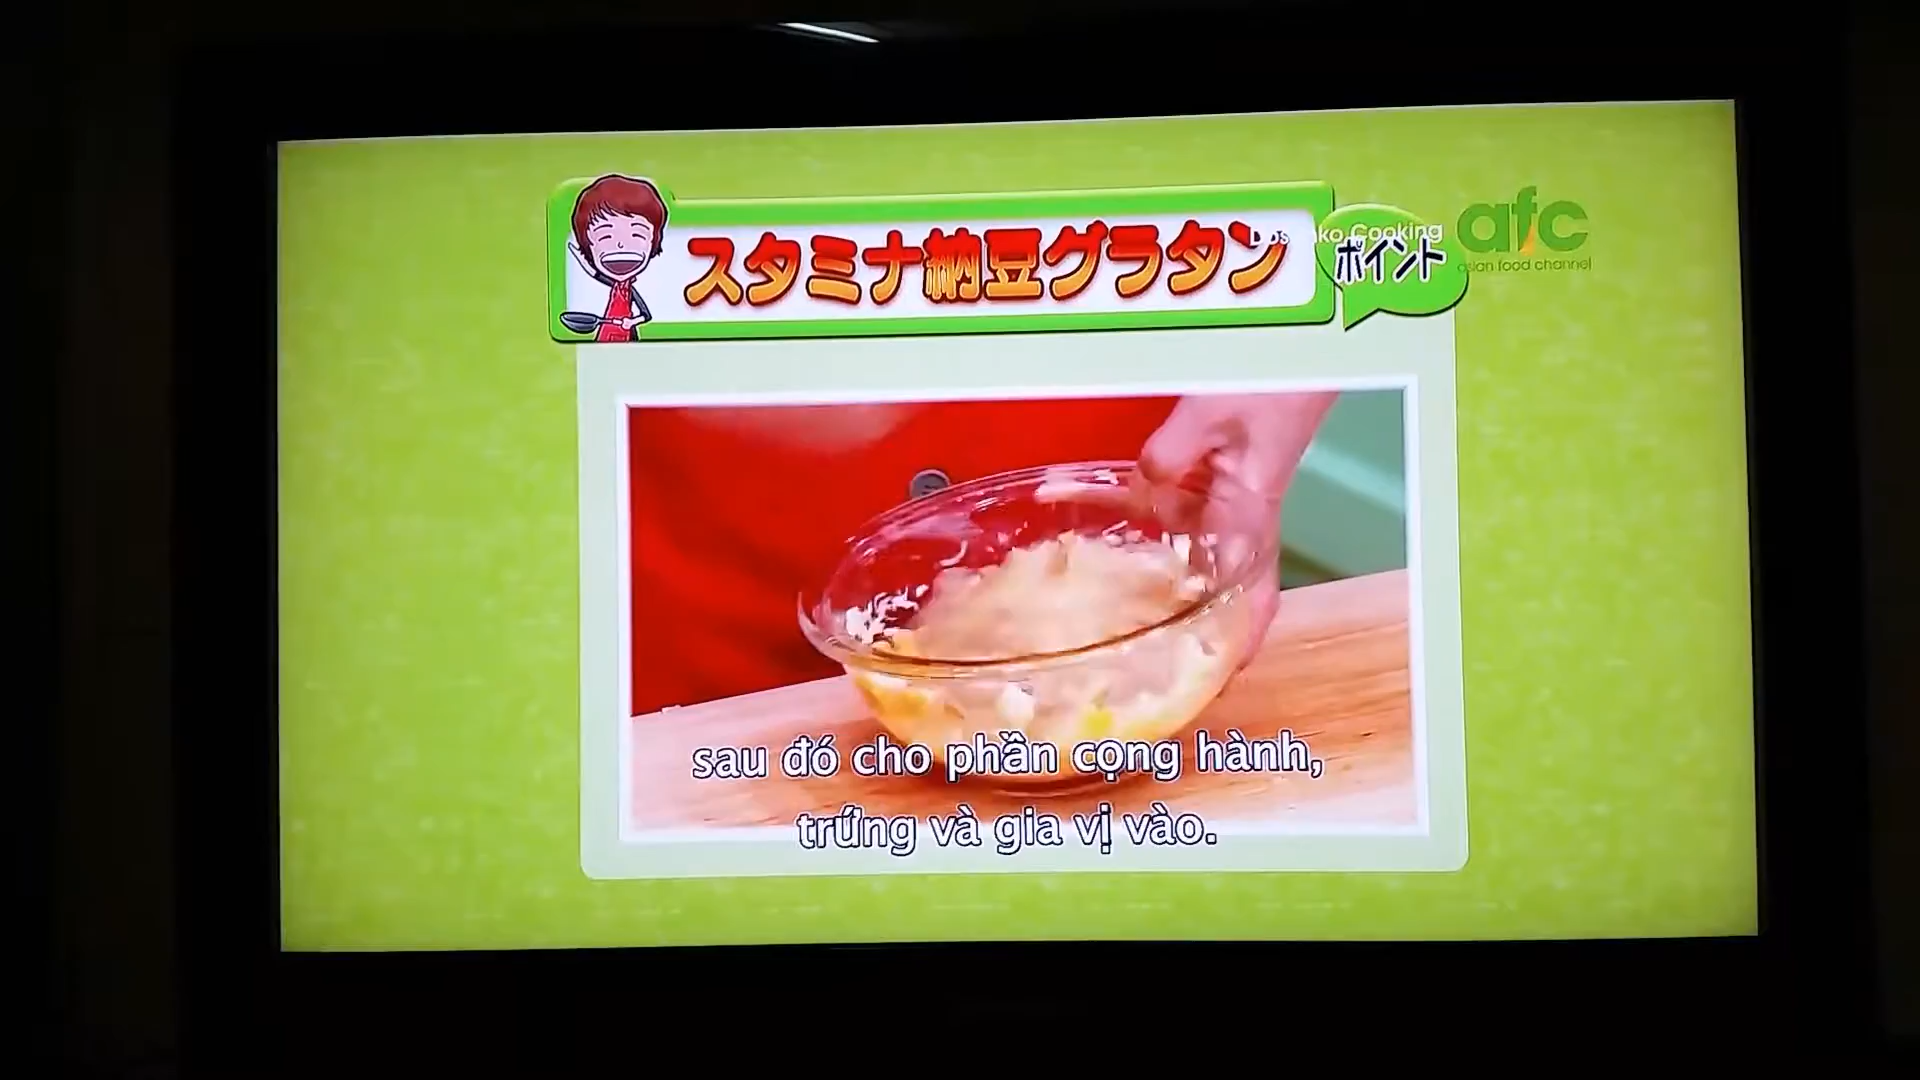 スタミナ納豆グラタン
ポイント
Cooking
afc
asian food channel
sau đó cho phần cọng hành,
trứng và gia vị vào.